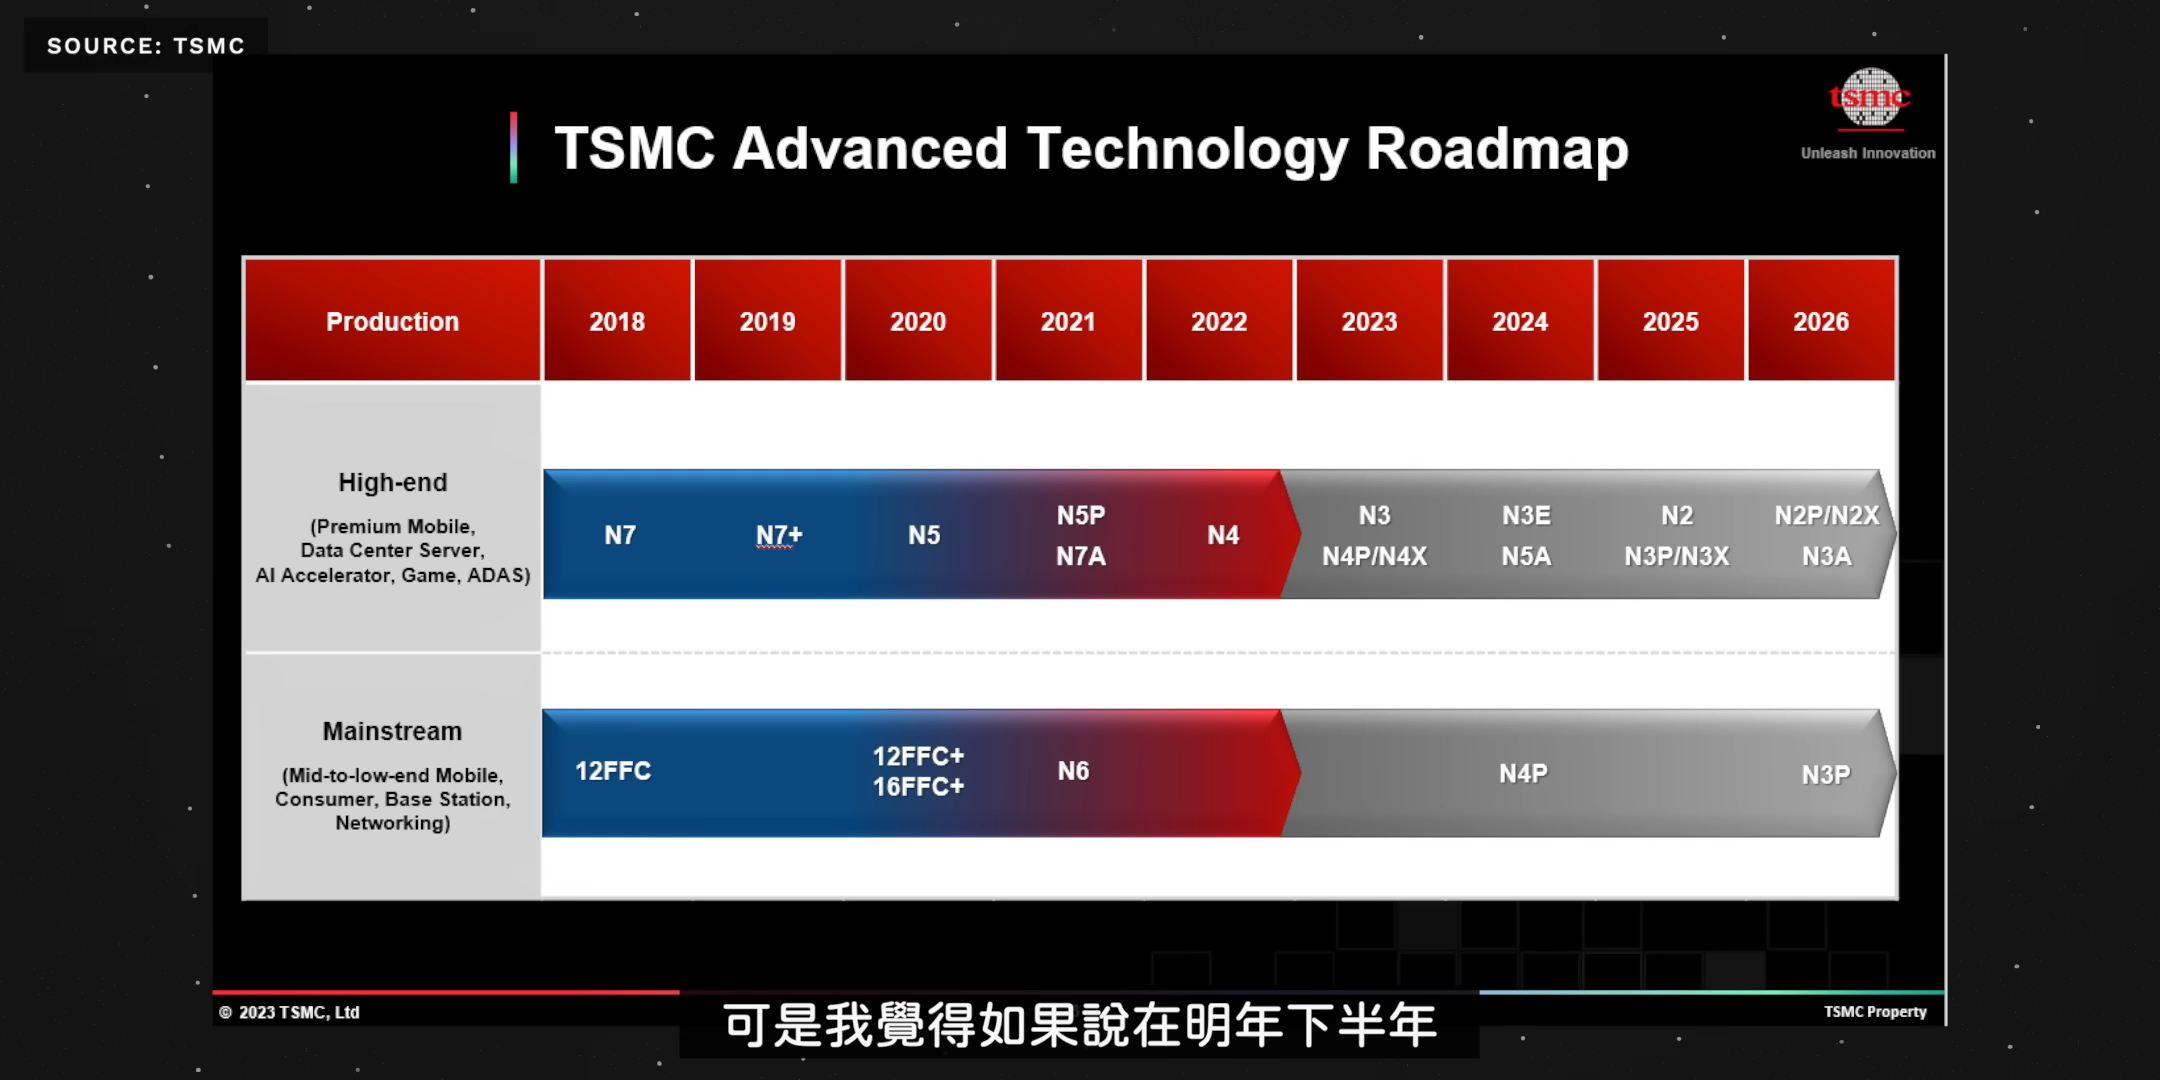 SOURCE: TSMC
tsmc
Unleash Innovation
TSMC Advanced Technology Roadmap
Production 2018 2019 2020 2021 2022 2023 2024 2025 2026
High-end
(Premium Mobile,
Data Center Server,
AI Accelerator, Game, ADAS)
N7 N7+ N5 N5P N4 N3 N3E N2 N2P/N2X
N7A N4P/N4X N5A N3P/N3X N3A
Mainstream
(Mid-to-low-end Mobile,
Consumer, Base Station,
Networking)
12FFC 12FFC+ N6 N4P N3P
16FFC+
© 2023 TSMC, Ltd
TSMC Property
可是我覺得如果說在明年下半年